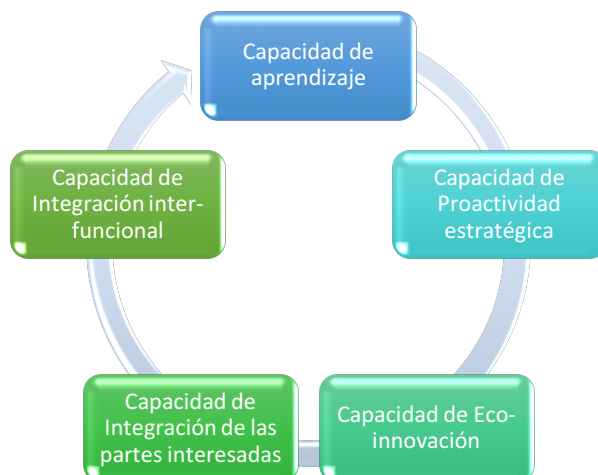 Capacidad de
aprendizaje
Capacidad de
Proactividad
estratégica
Capacidad de Eco-
innovación
Capacidad de
Integración de las
partes interesadas
Capacidad de
Integración inter-
funcional